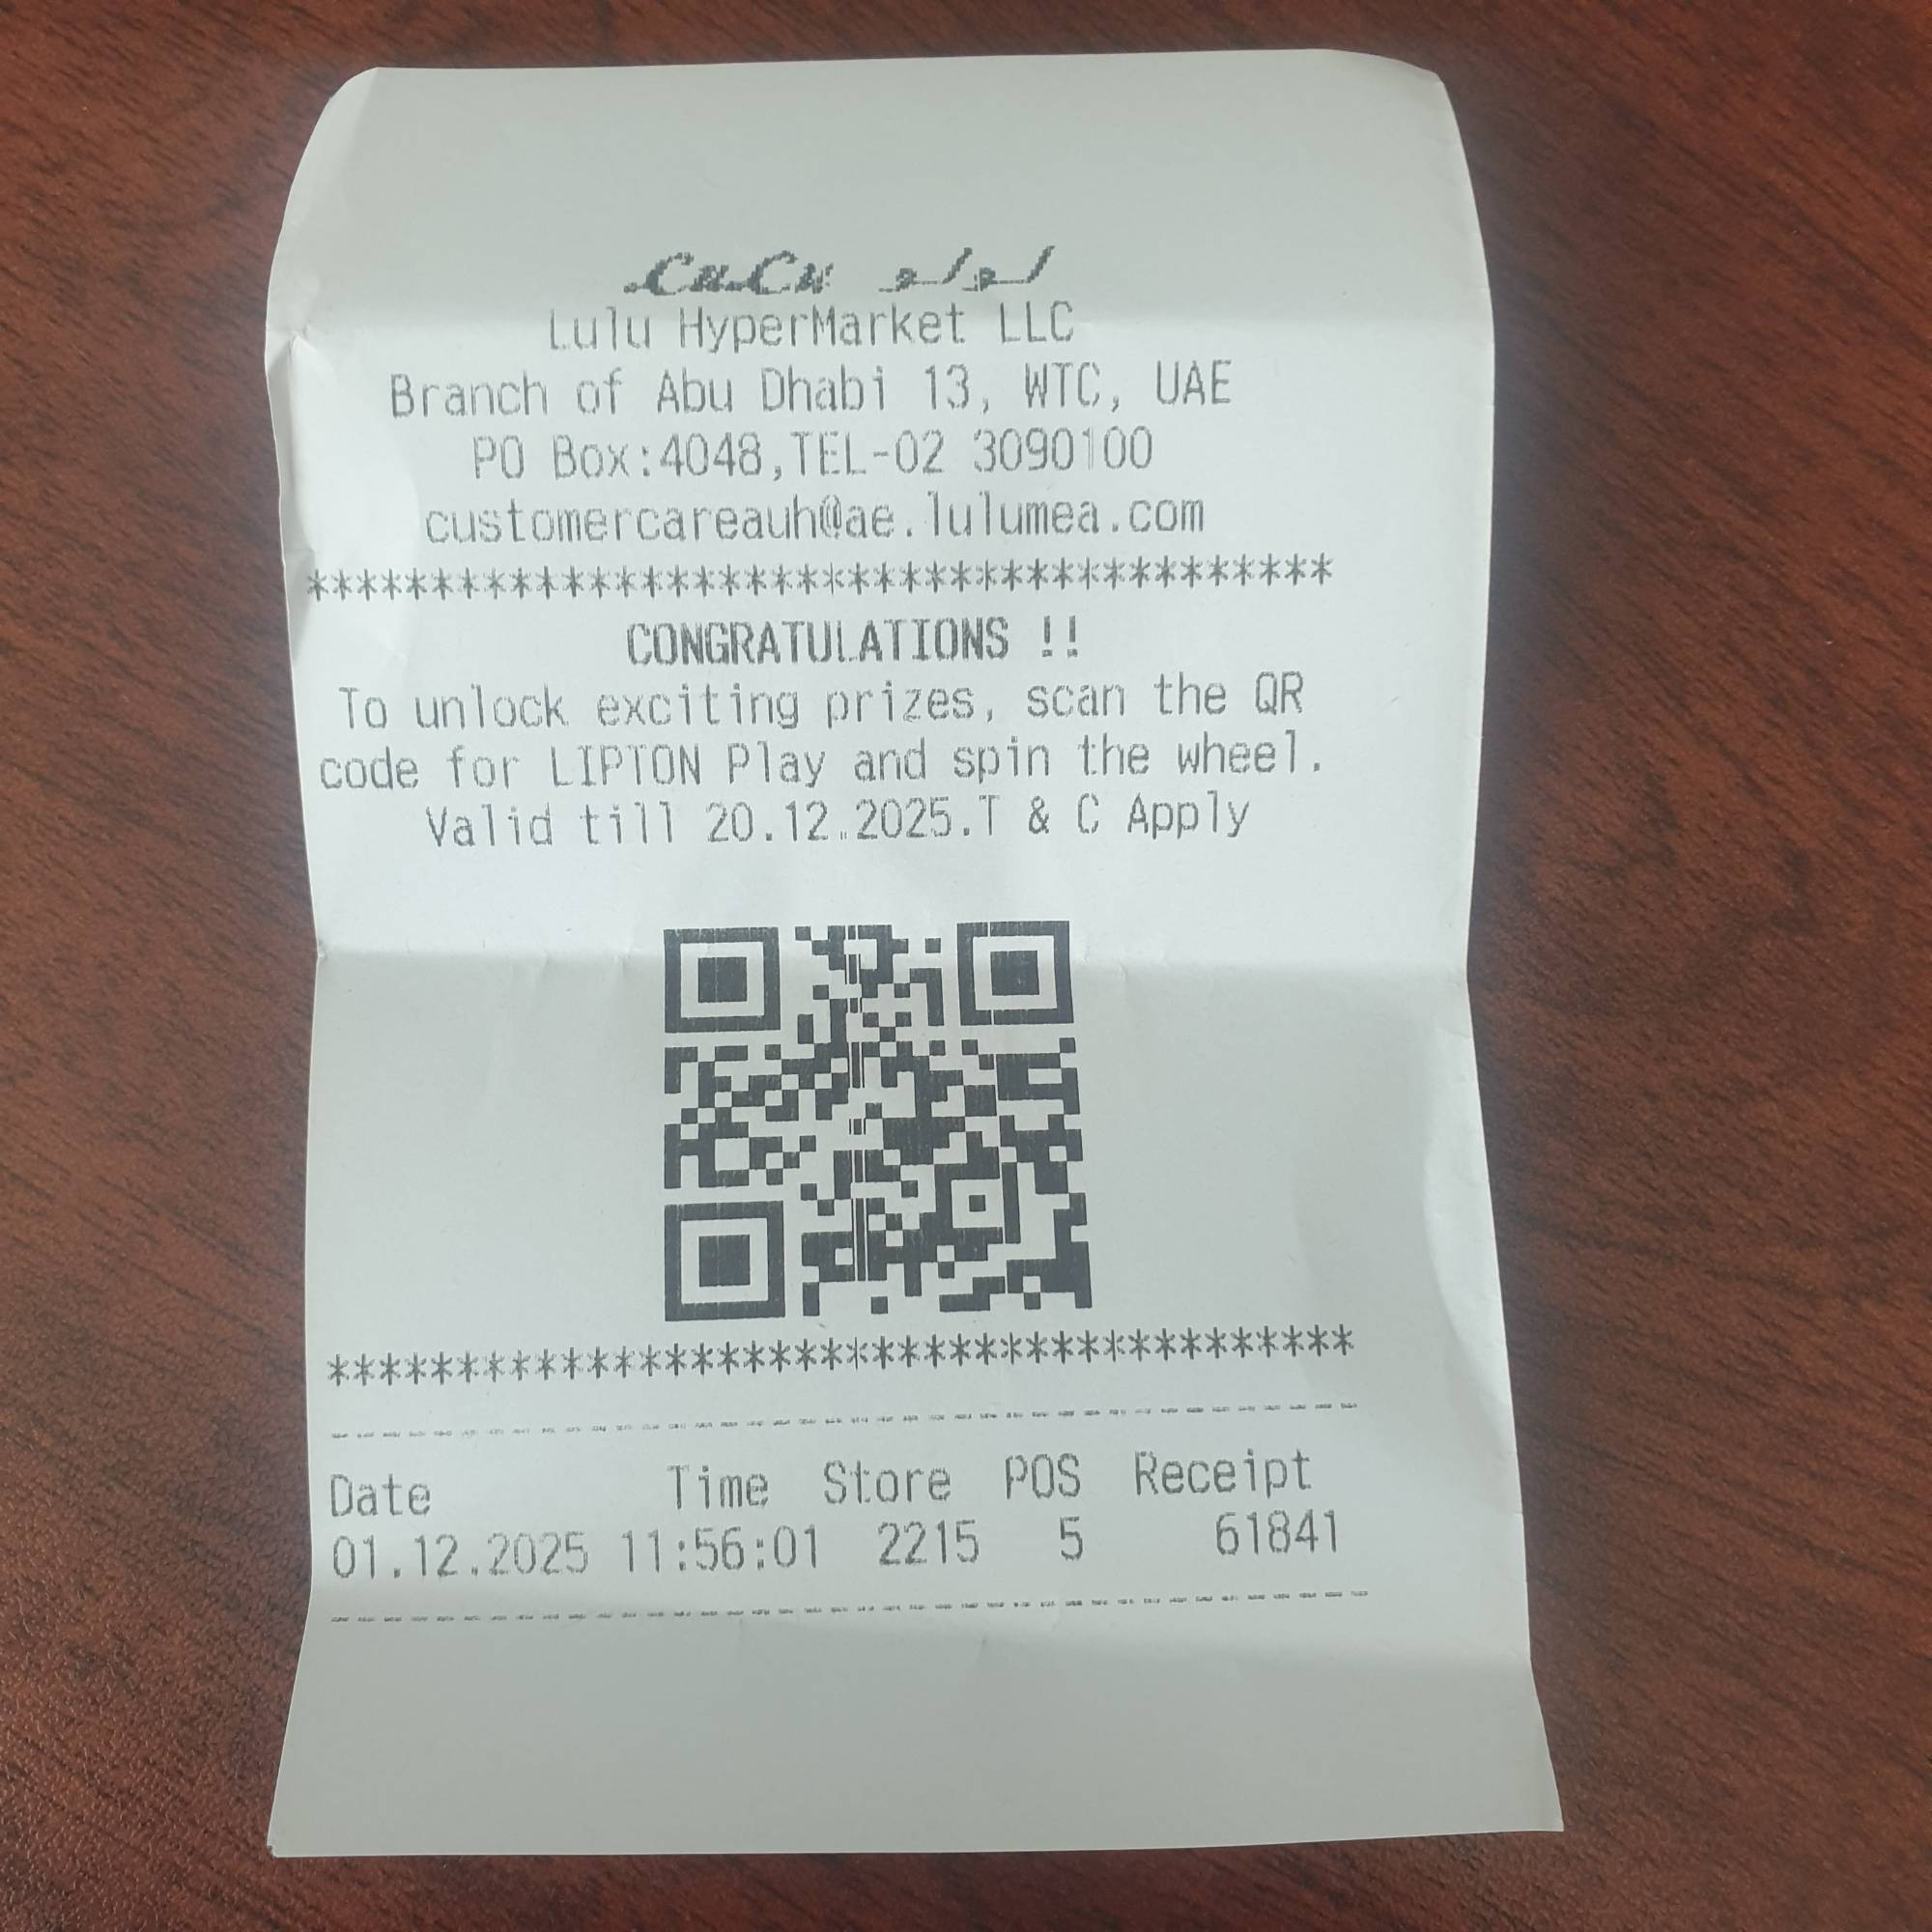 LuLu لولو
Lulu HyperMarket LLC
Branch of Abu Dhabi 13, WTC, UAE
PO Box:4048,TEL-02 3090100
customercareauh@ae.lulumea.com
***************************************
CONGRATULATIONS !!
To unlock exciting prizes, scan the QR
code for LIPTON Play and spin the wheel.
Valid till 20.12.2025.T & C Apply
***************************************
----------------------------------------
Date Time Store POS Receipt
01.12.2025 11:56:01 2215 5 61841
----------------------------------------